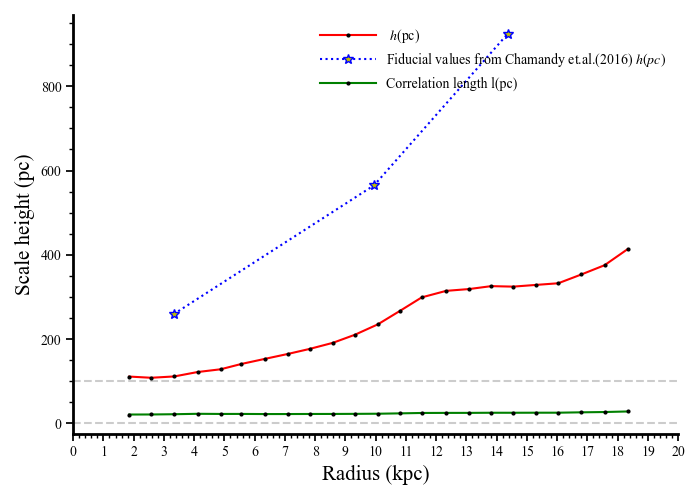 h(pc)
Fiducial values from Chamandy et.al.(2016) h(pc)
Correlation length l(pc)
Scale height (pc)
800
600
400
200
0
0 1 2 3 4 5 6 7 8 9 10 11 12 13 14 15 16 17 18 19 20
Radius (kpc)